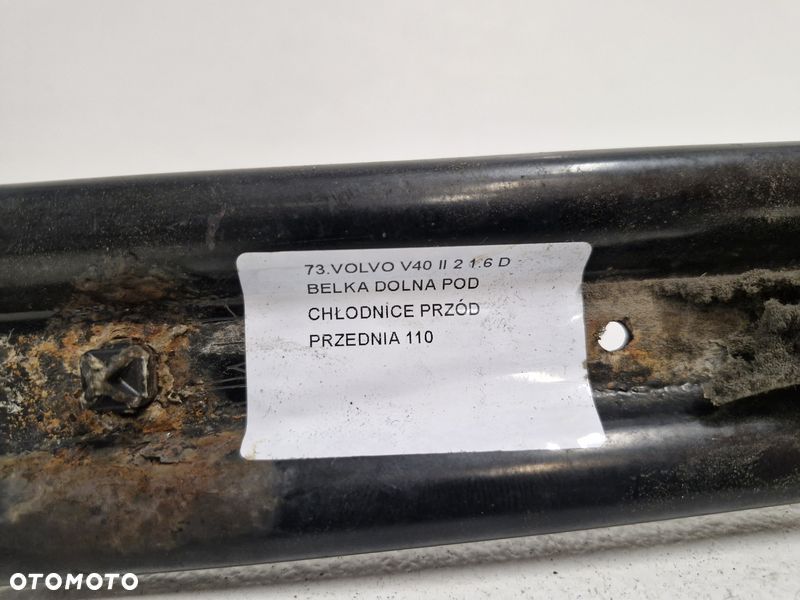 73.VOLVO V40 II 2 1.6 D
BELKA DOLNA POD
CHŁODNICE PRZÓD
PRZEDNIA 110
OTOMOTO